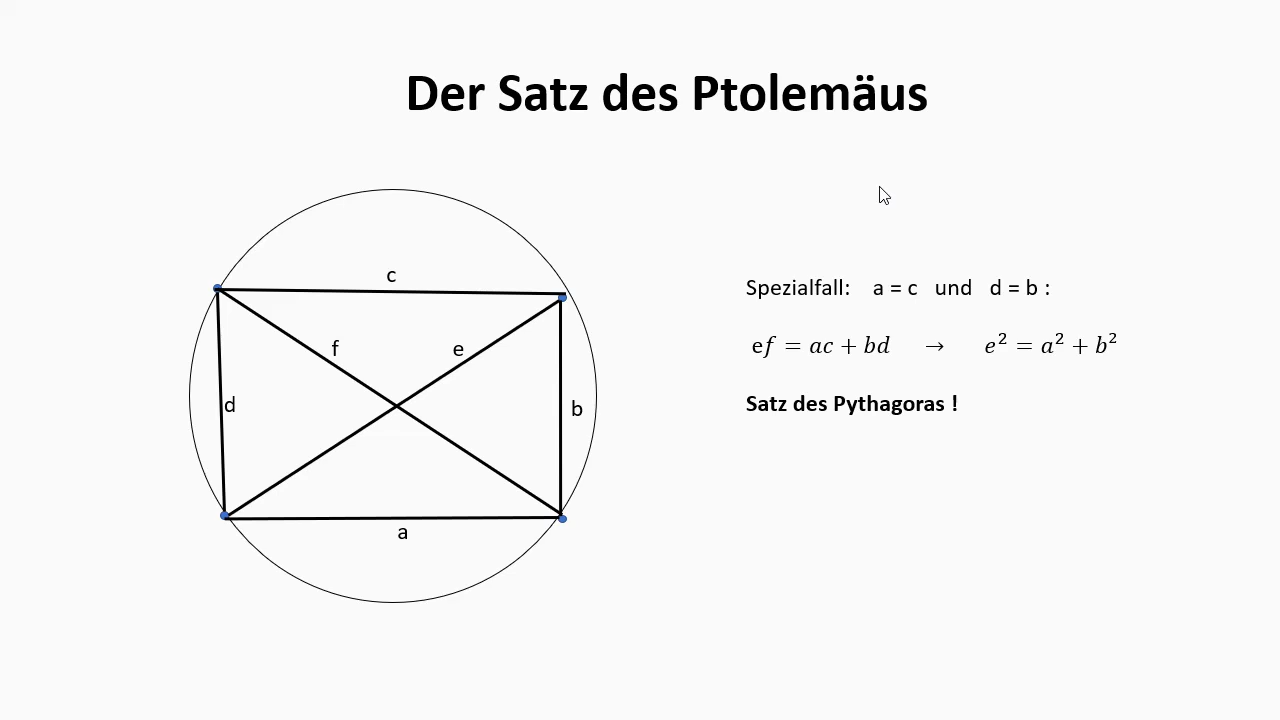 Der Satz des Ptolemäus
c
f
e
d
b
a
Spezialfall: a = c und d = b :
ef = ac + bd → e² = a² + b²
Satz des Pythagoras !